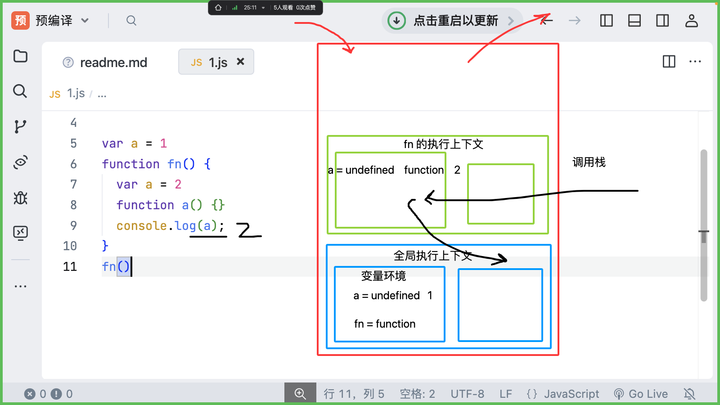 预 预编译
25:11 5人观看 0次点赞
点击重启以更新
readme.md
JS 1.js
JS 1.js / ...
4
5 var a = 1
6 function fn() {
7 var a = 2
8 function a() {}
9 console.log(a); 2
10 }
11 fn()
fn 的执行上下文
a = undefined function 2
调用栈
全局执行上下文
变量环境
a = undefined 1
fn = function
0 0
行 11，列 5 空格: 2 UTF-8 LF {} JavaScript Go Live